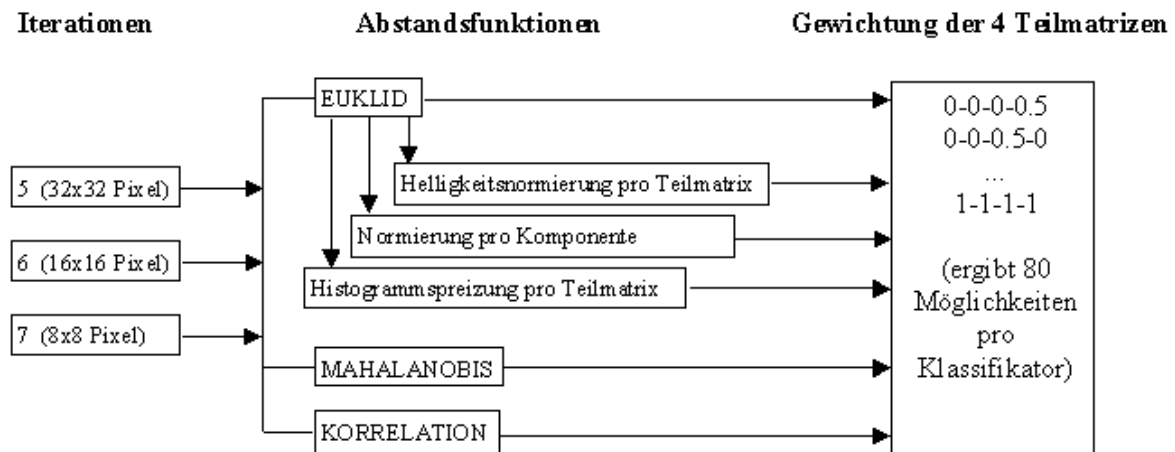 Iterationen
Abstandsfunktionen
Gewichtung der 4 Teilmatrizen
EUKLID
5 (32x32 Pixel)
6 (16x16 Pixel)
7 (8x8 Pixel)
Helligkeitsnormierung pro Teilmatrix
Normierung pro Komponente
Histogrammspreizung pro Teilmatrix
MAHALANOBIS
KORRELATION
0-0-0-0.5
0-0-0.5-0
...
1-1-1-1
(ergibt 80
Möglichkeiten
pro
Klassifikator)